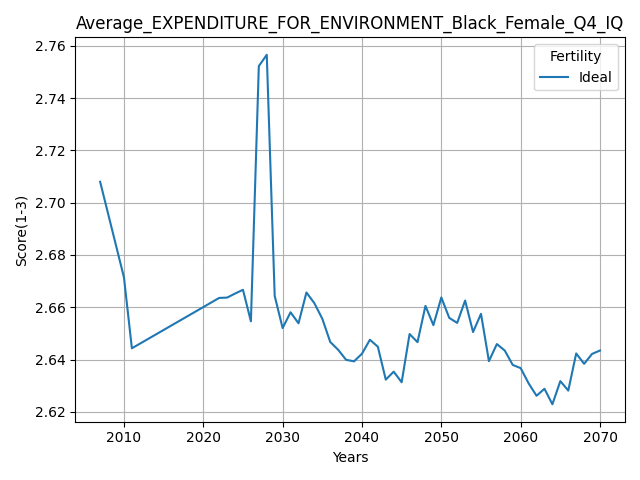 Average_EXPENDITURE_FOR_ENVIRONMENT_Black_Female_Q4_IQ
Fertility
Ideal
2.76
2.74
2.72
2.70
2.68
2.66
2.64
2.62
Score(1-3)
2010 2020 2030 2040 2050 2060 2070
Years